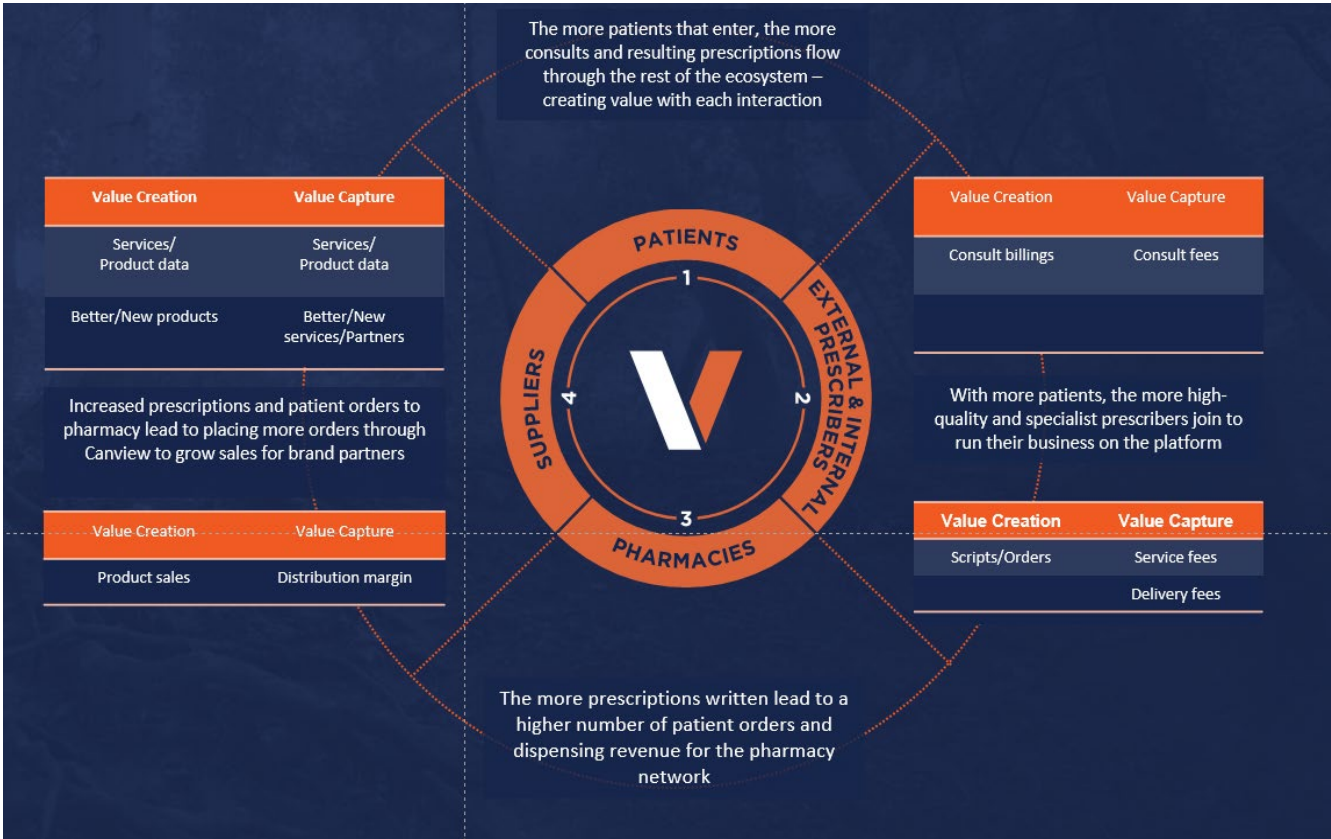 The more patients that enter, the more
consults and resulting prescriptions flow
through the rest of the ecosystem –
creating value with each interaction
Value Creation Value Capture
Services/ Services/
Product data Product data
Better/New products Better/New
services/Partners
Value Creation Value Capture
Consult billings Consult fees
PATIENTS
1
EXTERNAL & INTERNAL
PRESCRIBERS
2
PHARMACIES
3
SUPPLIERS
4
V
Increased prescriptions and patient orders to
pharmacy lead to placing more orders through
Canview to grow sales for brand partners
With more patients, the more high-
quality and specialist prescribers join to
run their business on the platform
Value Creation Value Capture
Product sales Distribution margin
Value Creation Value Capture
Scripts/Orders Service fees
Delivery fees
The more prescriptions written lead to a
higher number of patient orders and
dispensing revenue for the pharmacy
network